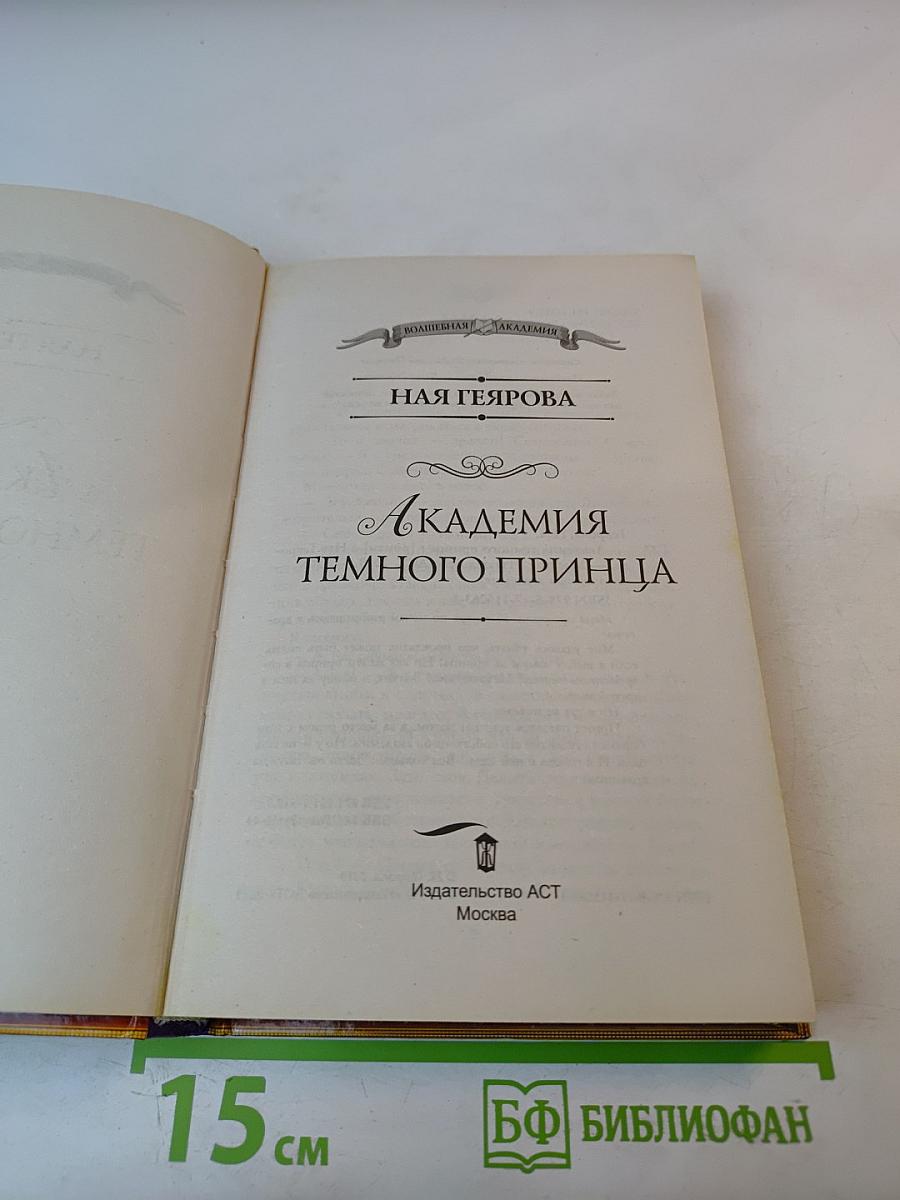 ВОЛШЕБНАЯ АКАДЕМИЯ
НАЯ ГЕЯРОВА
АКАДЕМИЯ
ТЕМНОГО ПРИНЦА
Издательство АСТ
Москва
15 см
БФ БИБЛИОФАН